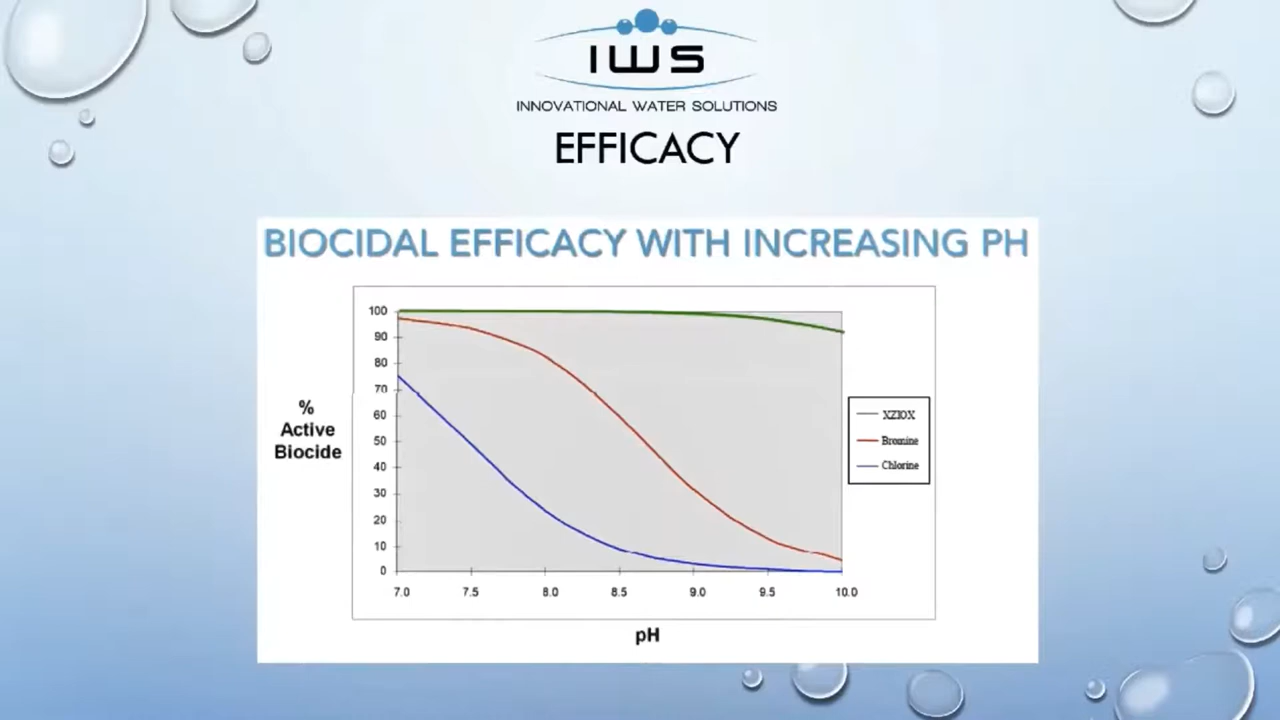 IWS
INNOVATIONAL WATER SOLUTIONS
EFFICACY
BIOCIDAL EFFICACY WITH INCREASING PH
%
Active
Biocide
100
90
80
70
60
50
40
30
20
10
0
7.0 7.5 8.0 8.5 9.0 9.5 10.0
pH
XZIOX
Bromine
Chlorine